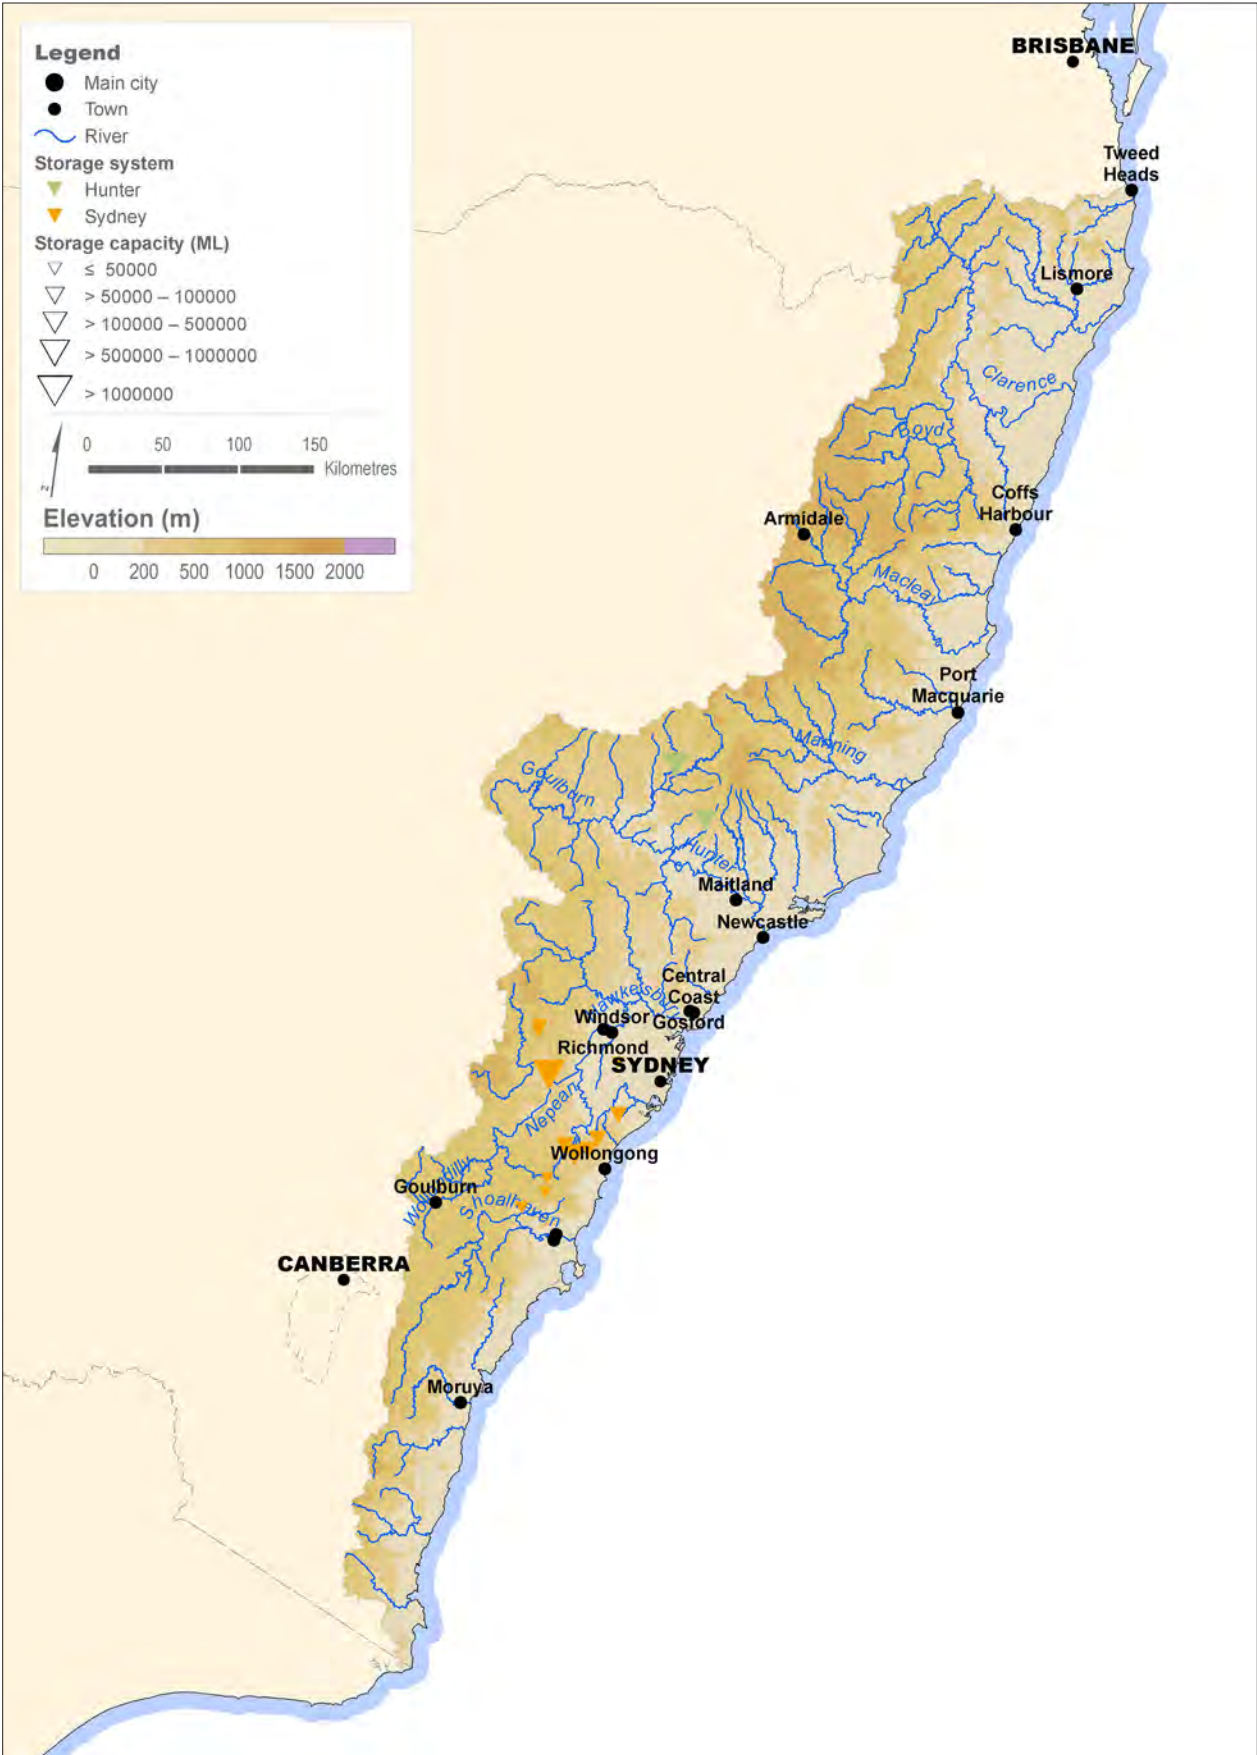 Legend
Main city
Town
River
Storage system
Hunter
Sydney
Storage capacity (ML)
≤ 50000
> 50000 – 100000
> 100000 – 500000
> 500000 – 1000000
> 1000000
0 50 100 150
Kilometres
N
Elevation (m)
0 200 500 1000 1500 2000
BRISBANE
Tweed
Heads
Lismore
Clarence
Boyd
Coffs
Harbour
Armidale
Macleay
Port
Macquarie
Manning
Goulburn
Hunter
Maitland
Newcastle
Central
Coast
Hawkesbury
Windsor
Gosford
Richmond
SYDNEY
Nepean
Wollongong
Wollondilly
Goulburn
Shoalhaven
CANBERRA
Moruya